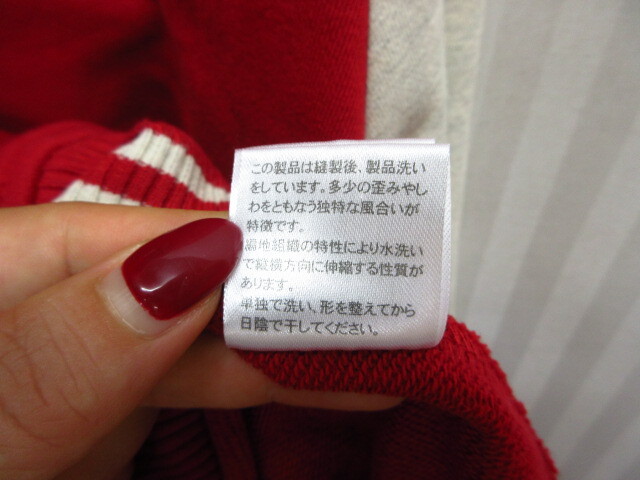 この製品は縫製後、製品洗い
をしています。多少の歪みやし
わをともなう独特な風合いが
特徴です。
編地組織の特性により水洗い
で縦横方向に伸縮する性質が
あります。
単独で洗い、形を整えてから
日陰で干してください。